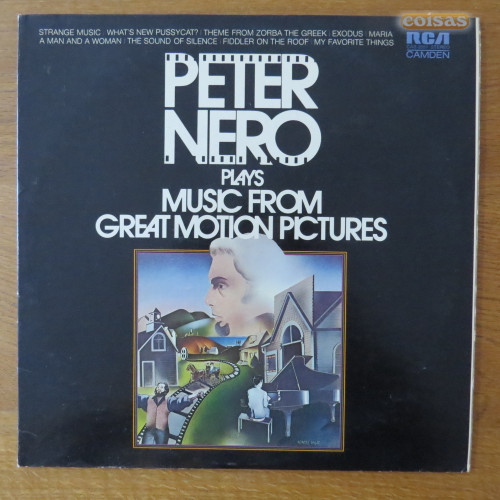 coisas
STRANGE MUSIC · WHAT'S NEW PUSSYCAT? · THEME FROM ZORBA THE GREEK · EXODUS · MARIA
A MAN AND A WOMAN · THE SOUND OF SILENCE · FIDDLER ON THE ROOF · MY FAVORITE THINGS
RCA
CAMDEN
PETER
NERO
PLAYS
MUSIC FROM
GREAT MOTION PICTURES